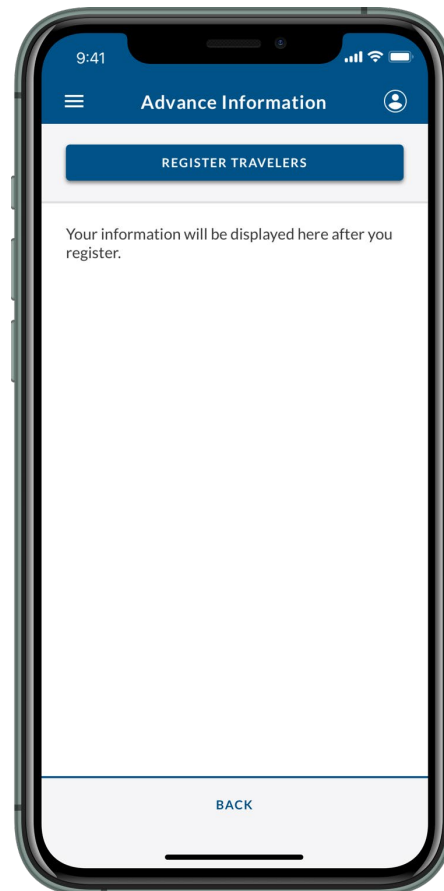 9:41
Advance Information
REGISTER TRAVELERS
Your information will be displayed here after you
register.
BACK